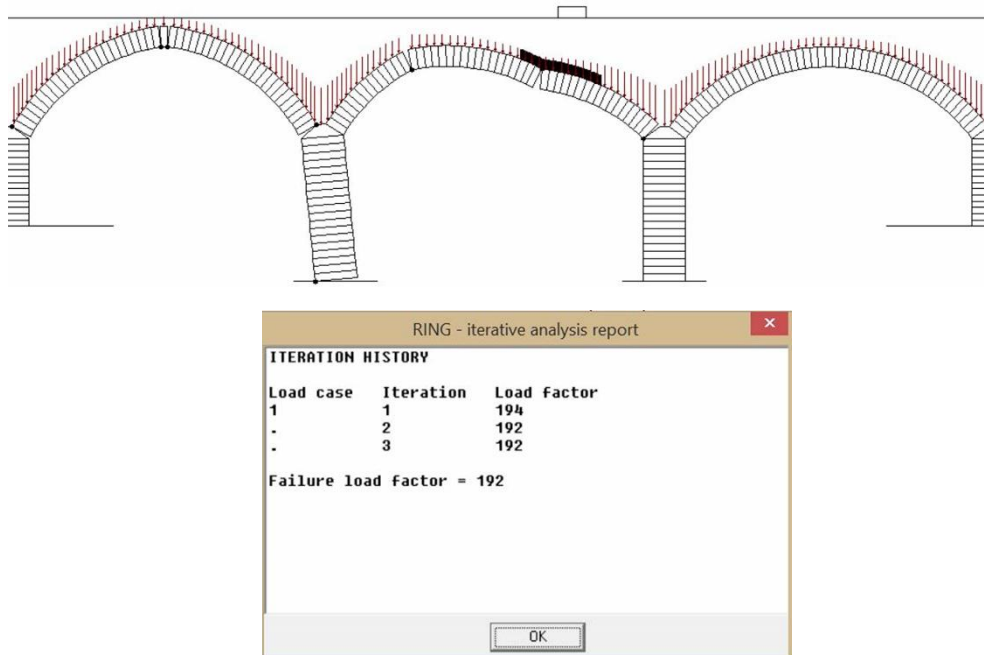 RING - iterative analysis report
ITERATION HISTORY
Load case Iteration Load factor
1 1 194
. 2 192
. 3 192
Failure load factor = 192
OK